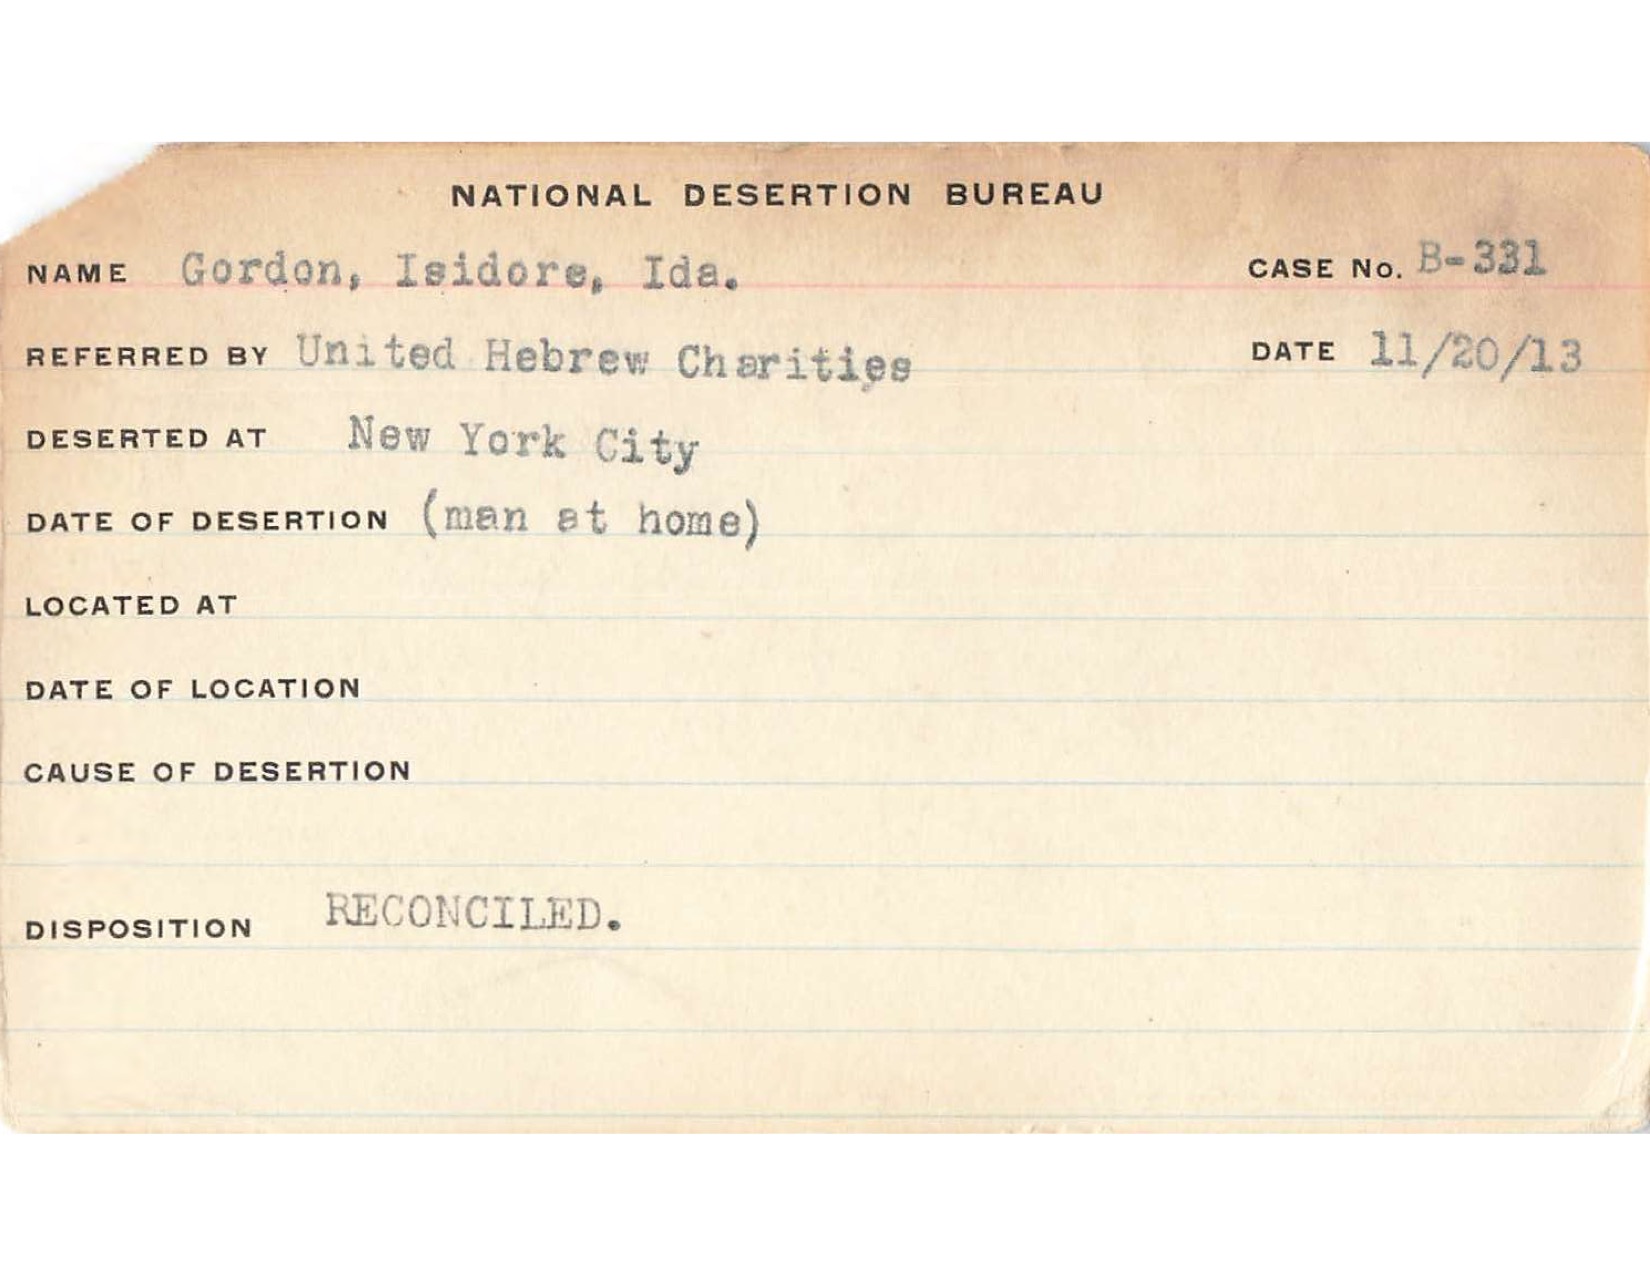 NATIONAL DESERTION BUREAU
NAME Gordon, Isidore, Ida. CASE No. B-331
REFERRED BY United Hebrew Charities DATE 11/20/13
DESERTED AT New York City
DATE OF DESERTION (man at home)
LOCATED AT
DATE OF LOCATION
CAUSE OF DESERTION
DISPOSITION RECONCILED.